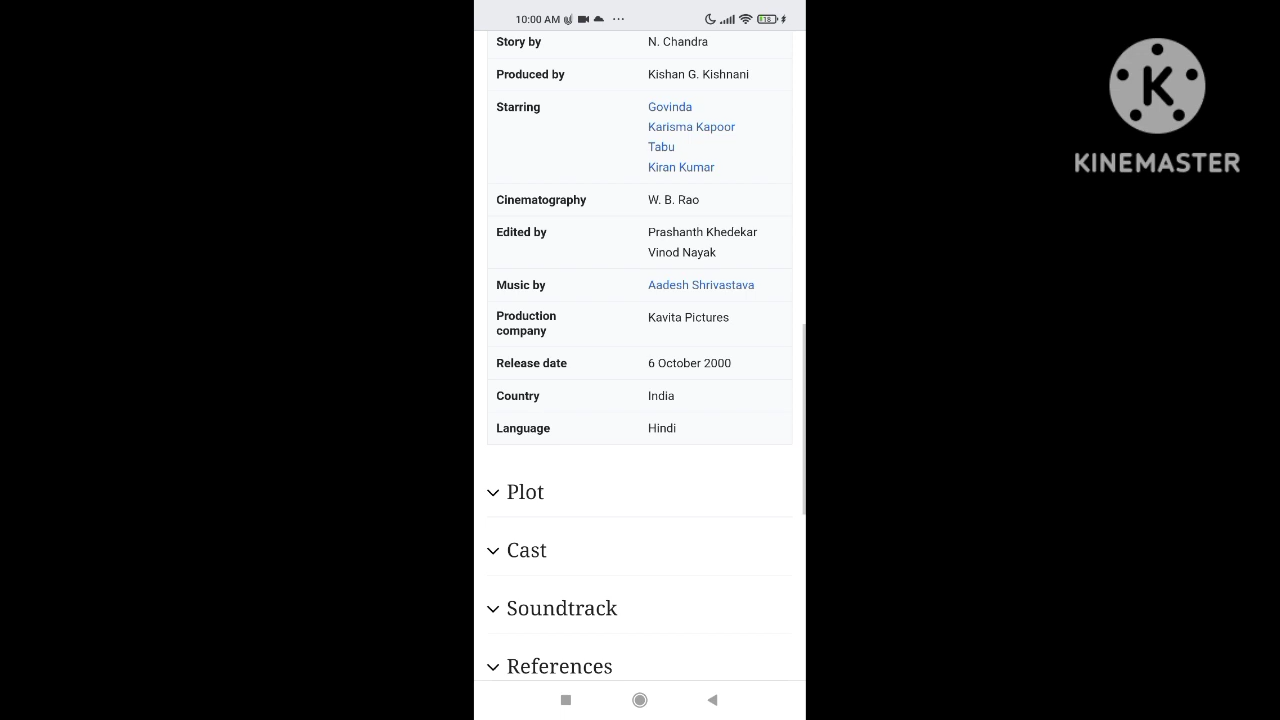 10:00 AM
18
Story by N. Chandra
Produced by Kishan G. Kishnani
Starring Govinda
Karisma Kapoor
Tabu
Kiran Kumar
Cinematography W. B. Rao
Edited by Prashanth Khedekar
Vinod Nayak
Music by Aadesh Shrivastava
Production company Kavita Pictures
Release date 6 October 2000
Country India
Language Hindi
Plot
Cast
Soundtrack
References
K
KINEMASTER